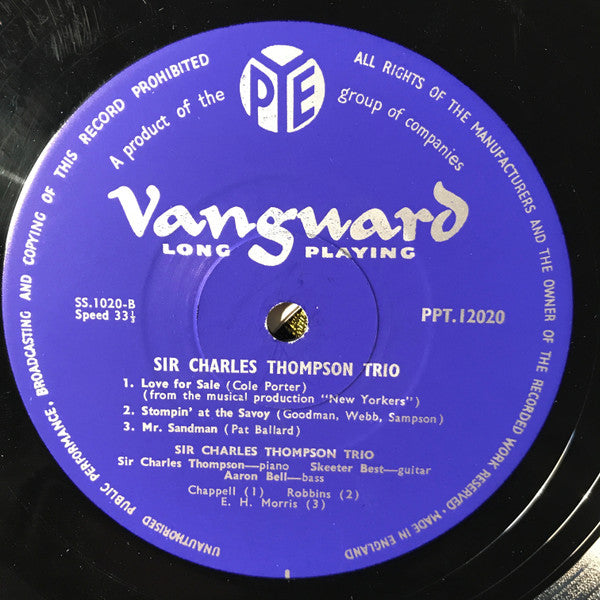 UNAUTHORISED PUBLIC PERFORMANCE, BROADCASTING AND COPYING OF THIS RECORD PROHIBITED
ALL RIGHTS OF THE MANUFACTURERS AND OF THE OWNER OF THE RECORDED WORK RESERVED · MADE IN ENGLAND
A product of the PYE group of companies
Vanguard
LONG PLAYING
SS.1020-B
Speed 33⅓
PPT.12020
SIR CHARLES THOMPSON TRIO
1. Love for Sale (Cole Porter)
(from the musical production "New Yorkers")
2. Stompin' at the Savoy (Goodman, Webb, Sampson)
3. Mr. Sandman (Pat Ballard)
SIR CHARLES THOMPSON TRIO
Sir Charles Thompson—piano Skeeter Best—guitar
Aaron Bell—bass
Chappell (1) Robbins (2)
E. H. Morris (3)